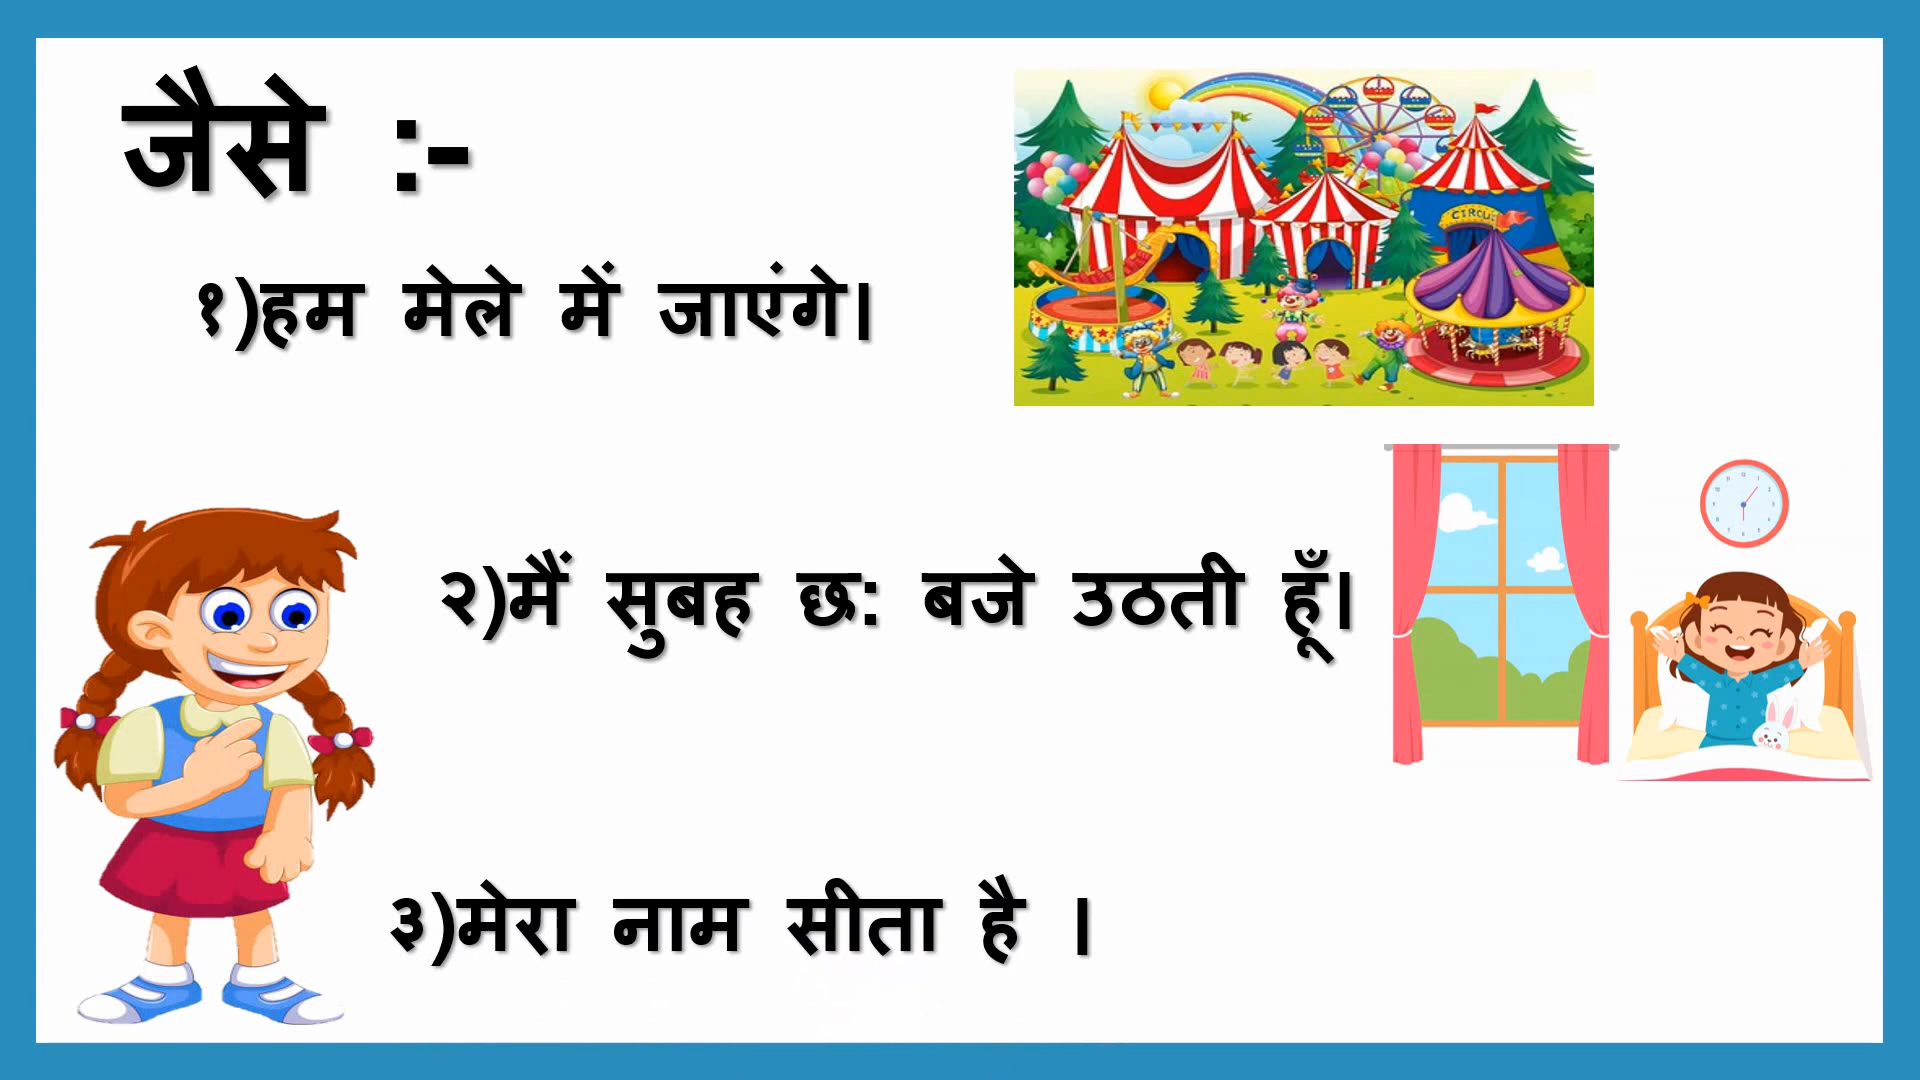 जैसे :-
१)हम मेले में जाएंगे।
CIRCUS
२)मैं सुबह छ: बजे उठती हूँ।
३)मेरा नाम सीता है ।